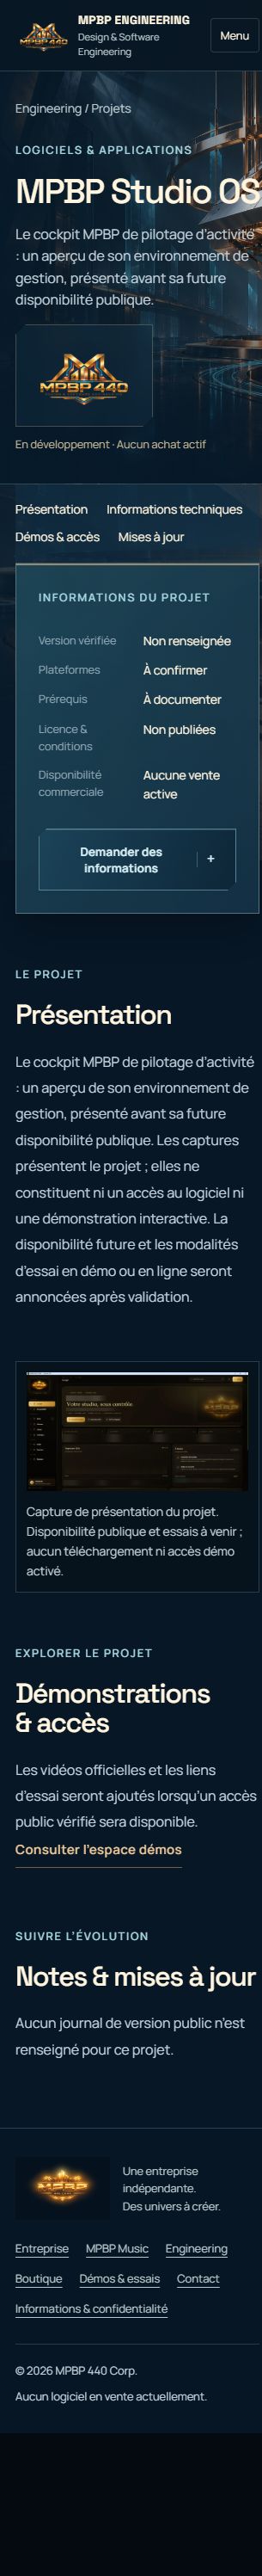 MPBP 440
MPBP ENGINEERING
Design & Software
Engineering
Menu
Engineering / Projets
LOGICIELS & APPLICATIONS
MPBP Studio OS
Le cockpit MPBP de pilotage d’activité
: un aperçu de son environnement de
gestion, présenté avant sa future
disponibilité publique.
MPBP 440
En développement · Aucun achat actif
Présentation
Informations techniques
Démos & accès
Mises à jour
INFORMATIONS DU PROJET
Version vérifiée
Non renseignée
Plateformes
À confirmer
Prérequis
À documenter
Licence &
conditions
Non publiées
Disponibilité
commerciale
Aucune vente
active
Demander des
informations
+
LE PROJET
Présentation
Le cockpit MPBP de pilotage d’activité
: un aperçu de son environnement de
gestion, présenté avant sa future
disponibilité publique. Les captures
présentent le projet ; elles ne
constituent ni un accès au logiciel ni
une démonstration interactive. La
disponibilité future et les modalités
d’essai en démo ou en ligne seront
annoncées après validation.
Votre studio, sous contrôle.
Capture de présentation du projet.
Disponibilité publique et essais à venir ;
aucun téléchargement ni accès démo
activé.
EXPLORER LE PROJET
Démonstrations
& accès
Les vidéos officielles et les liens
d’essai seront ajoutés lorsqu’un accès
public vérifié sera disponible.
Consulter l’espace démos
SUIVRE L’ÉVOLUTION
Notes & mises à jour
Aucun journal de version public n’est
renseigné pour ce projet.
MPBP
Une entreprise
indépendante.
Des univers à créer.
Entreprise
MPBP Music
Engineering
Boutique
Démos & essais
Contact
Informations & confidentialité
© 2026 MPBP 440 Corp.
Aucun logiciel en vente actuellement.